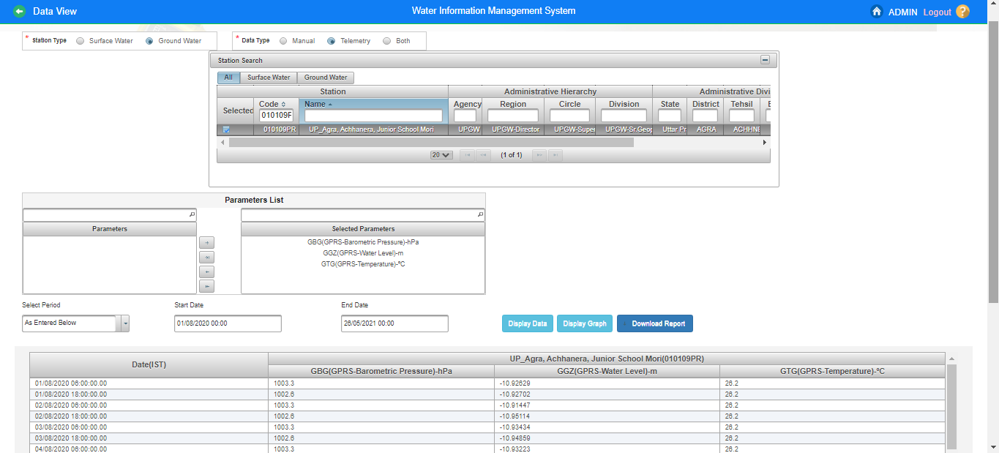 Data View
Water Information Management System
ADMIN Logout ?
* Station Type Surface Water Ground Water
* Data Type Manual Telemetry Both
Station Search
All Surface Water Ground Water
Station Administrative Hierarchy Administrative Divi
Selected Code Name Agency Region Circle Division State District Tehsil
010109F
010109PR UP_Agra, Achhanera, Junior School Mori UPGW UPGW-Director UPGW-Super UPGW-Sr.Geop Uttar Pr AGRA ACHHNE
20 (1 of 1)
Parameters List
Parameters
Selected Parameters
GBG(GPRS-Barometric Pressure)-hPa
GGZ(GPRS-Water Level)-m
GTG(GPRS-Temperature)-ºC
Select Period Start Date End Date
As Entered Below 01/08/2020 00:00 26/05/2021 00:00 Display Data Display Graph Download Report
Date(IST) UP_Agra, Achhanera, Junior School Mori(010109PR)
GBG(GPRS-Barometric Pressure)-hPa GGZ(GPRS-Water Level)-m GTG(GPRS-Temperature)-ºC
01/08/2020 06:00:00.00 1003.3 -10.92629 26.2
01/08/2020 18:00:00.00 1002.6 -10.92702 26.2
02/08/2020 06:00:00.00 1003.3 -10.91447 26.2
02/08/2020 18:00:00.00 1002.6 -10.95114 26.2
03/08/2020 06:00:00.00 1003.3 -10.93434 26.2
03/08/2020 18:00:00.00 1002.6 -10.94859 26.2
04/08/2020 06:00:00.00 1003.3 -10.93223 26.2